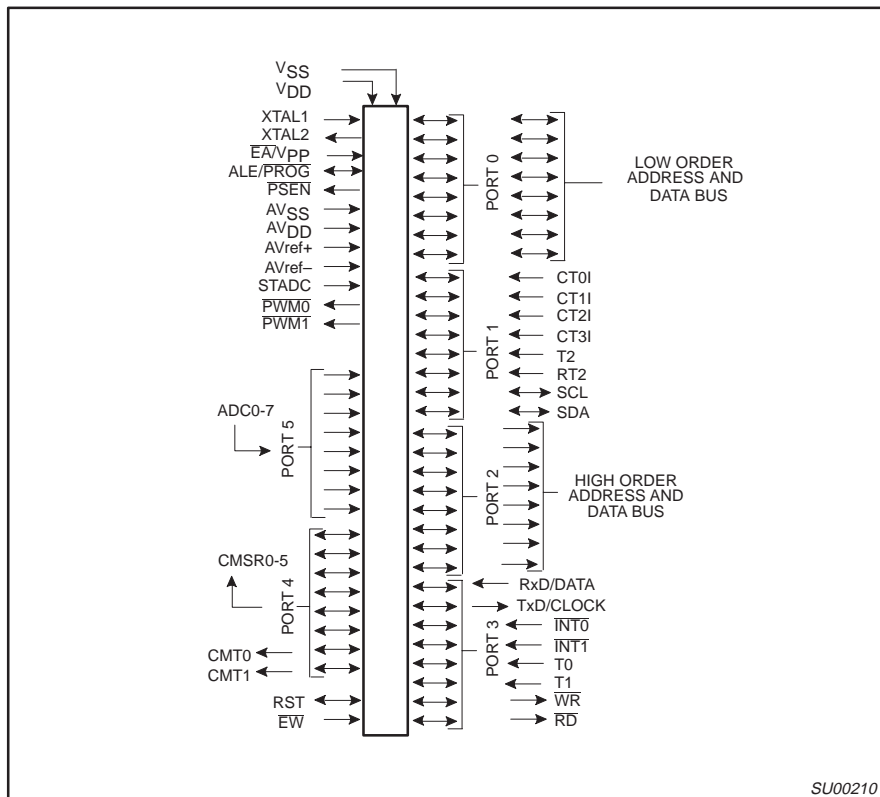 VSS
VDD
XTAL1
XTAL2
EA/VPP
ALE/PROG
PSEN
AVSS
AVDD
AVref+
AVref–
STADC
PWM0
PWM1
ADC0-7
PORT 5
CMSR0-5
PORT 4
CMT0
CMT1
RST
EW
PORT 0
LOW ORDER
ADDRESS AND
DATA BUS
PORT 1
CT0I
CT1I
CT2I
CT3I
T2
RT2
SCL
SDA
PORT 2
HIGH ORDER
ADDRESS AND
DATA BUS
PORT 3
RxD/DATA
TxD/CLOCK
INT0
INT1
T0
T1
WR
RD
SU00210